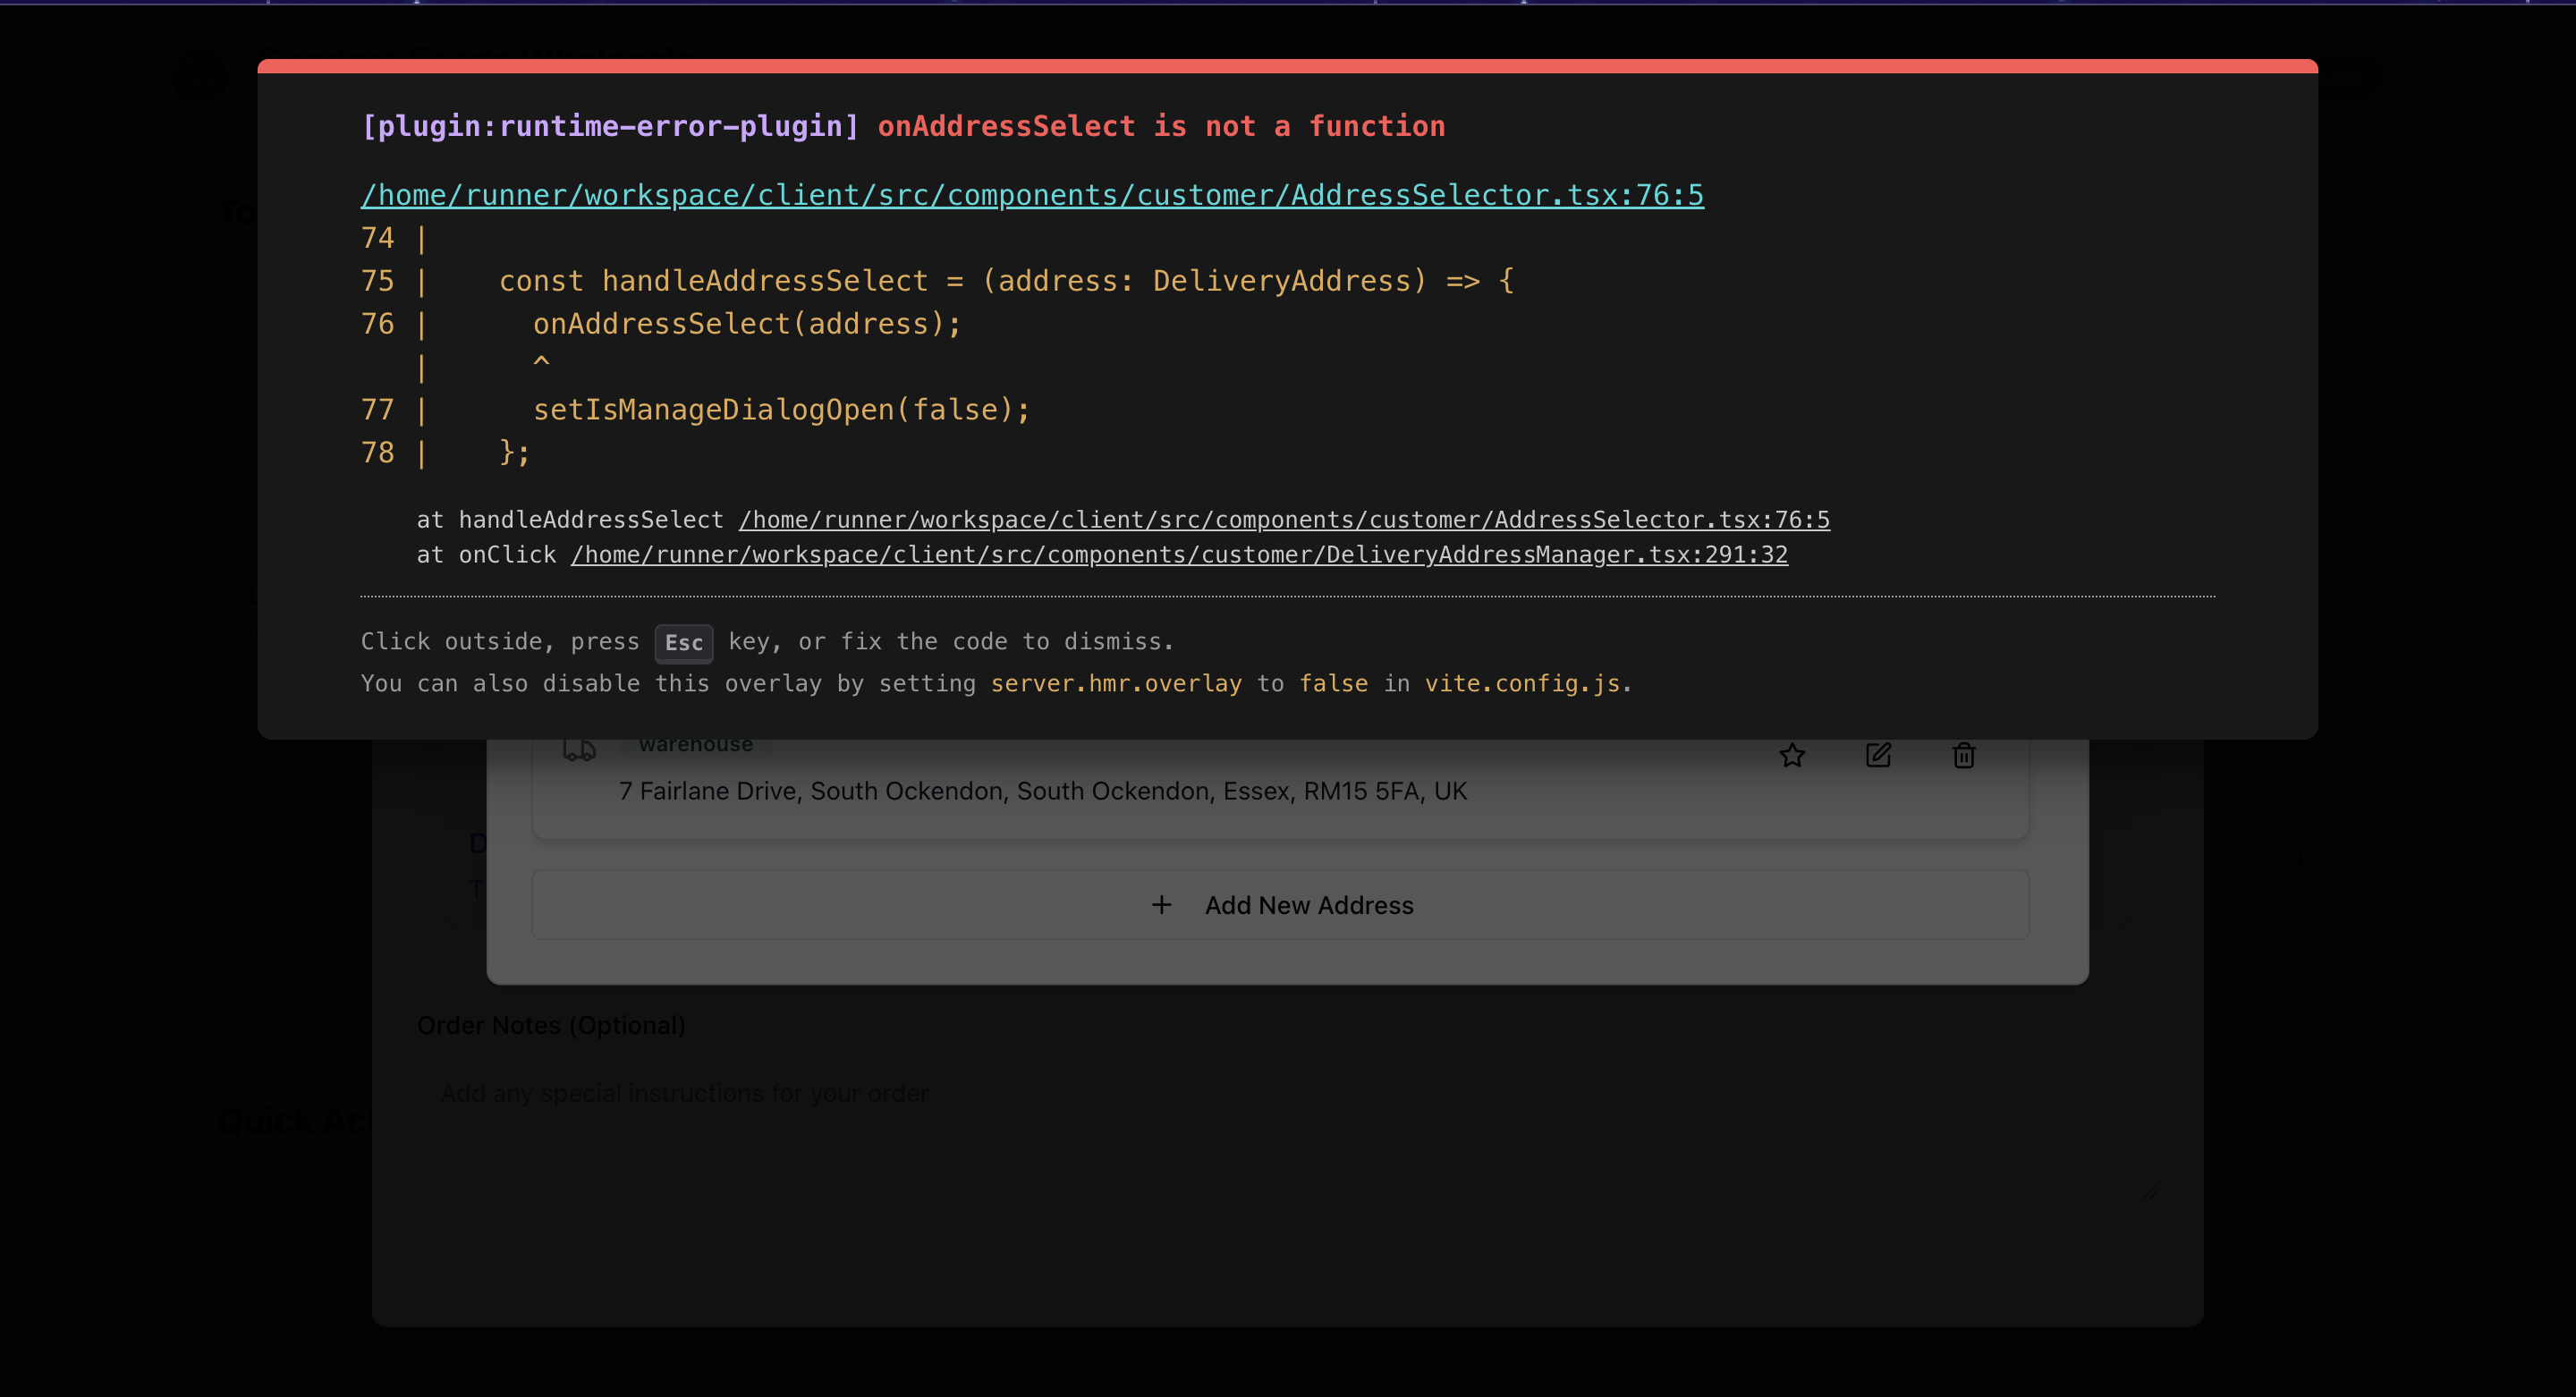 [plugin:runtime-error-plugin] onAddressSelect is not a function
/home/runner/workspace/client/src/components/customer/AddressSelector.tsx:76:5
74 |
75 |    const handleAddressSelect = (address: DeliveryAddress) => {
76 |      onAddressSelect(address);
   |      ^
77 |      setIsManageDialogOpen(false);
78 |    };
at handleAddressSelect /home/runner/workspace/client/src/components/customer/AddressSelector.tsx:76:5
at onClick /home/runner/workspace/client/src/components/customer/DeliveryAddressManager.tsx:291:32
Click outside, press Esc key, or fix the code to dismiss.
You can also disable this overlay by setting server.hmr.overlay to false in vite.config.js.
warehouse
7 Fairlane Drive, South Ockendon, South Ockendon, Essex, RM15 5FA, UK
+ Add New Address
Order Notes (Optional)
Add any special instructions for your order
Quick Ac